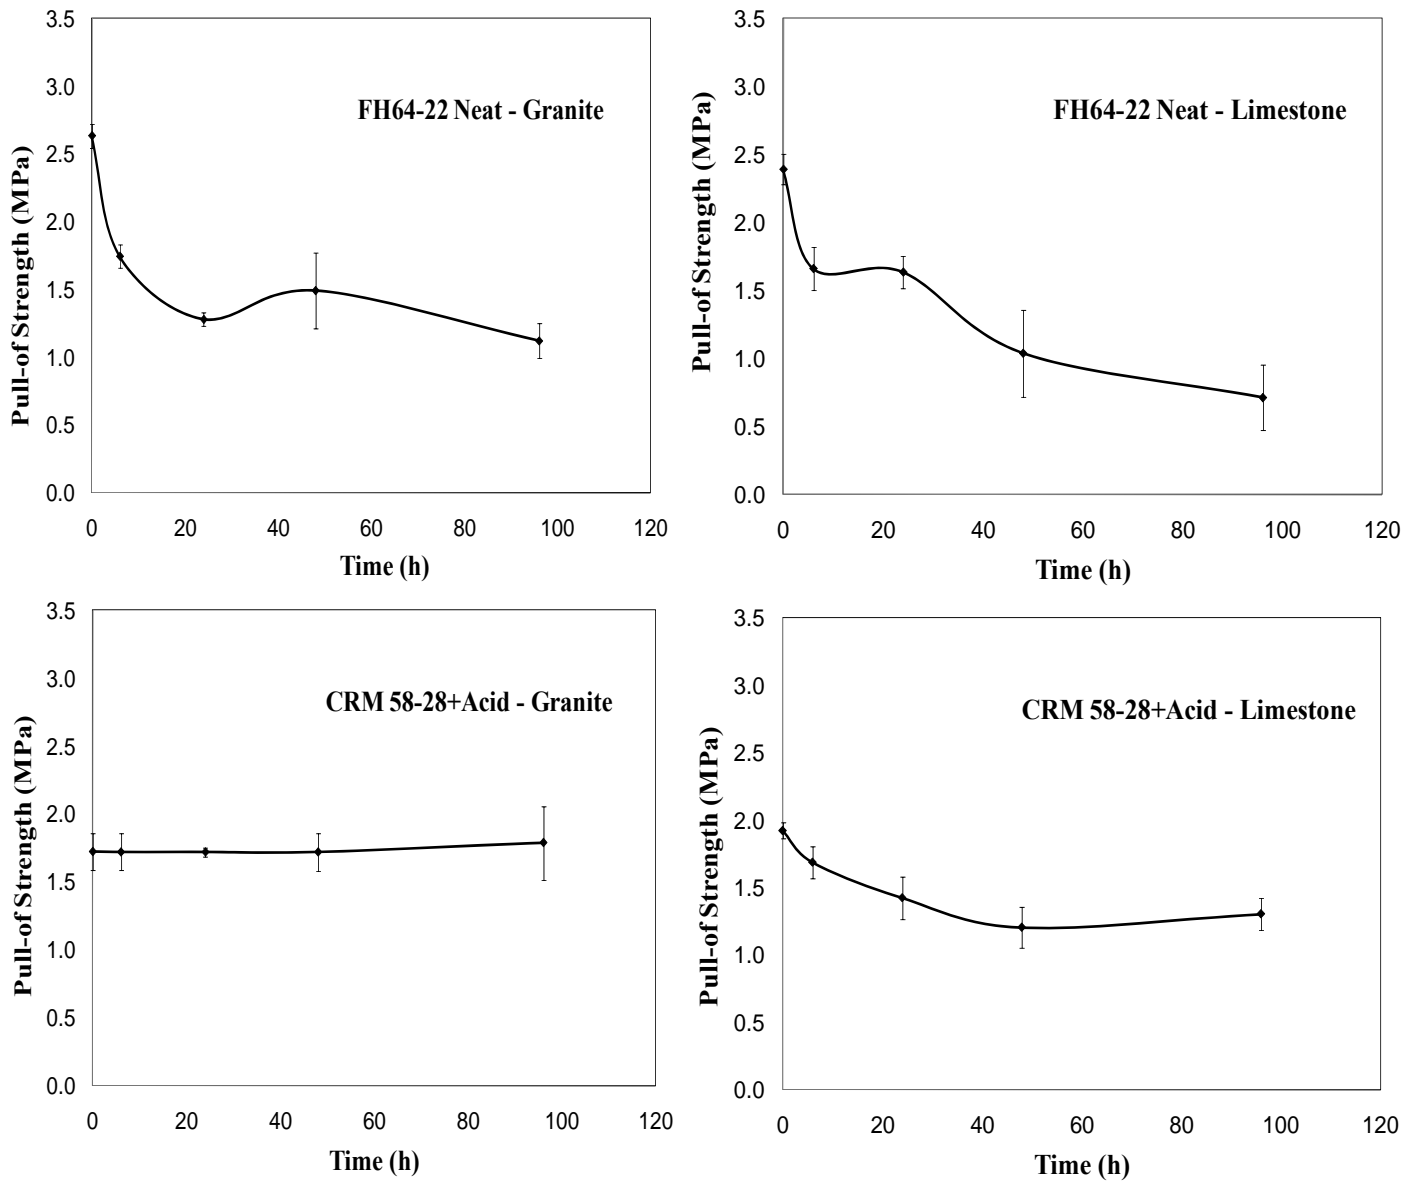 FH64-22 Neat - Granite
Pull-of Strength (MPa)
3.5
3.0
2.5
2.0
1.5
1.0
0.5
0.0
0 20 40 60 80 100 120
Time (h)
FH64-22 Neat - Limestone
Pull-of Strength (MPa)
3.5
3.0
2.5
2.0
1.5
1.0
0.5
0.0
0 20 40 60 80 100 120
Time (h)
CRM 58-28+Acid - Granite
Pull-of Strength (MPa)
3.5
3.0
2.5
2.0
1.5
1.0
0.5
0.0
0 20 40 60 80 100 120
Time (h)
CRM 58-28+Acid - Limestone
Pull-of Strength (MPa)
3.5
3.0
2.5
2.0
1.5
1.0
0.5
0.0
0 20 40 60 80 100 120
Time (h)